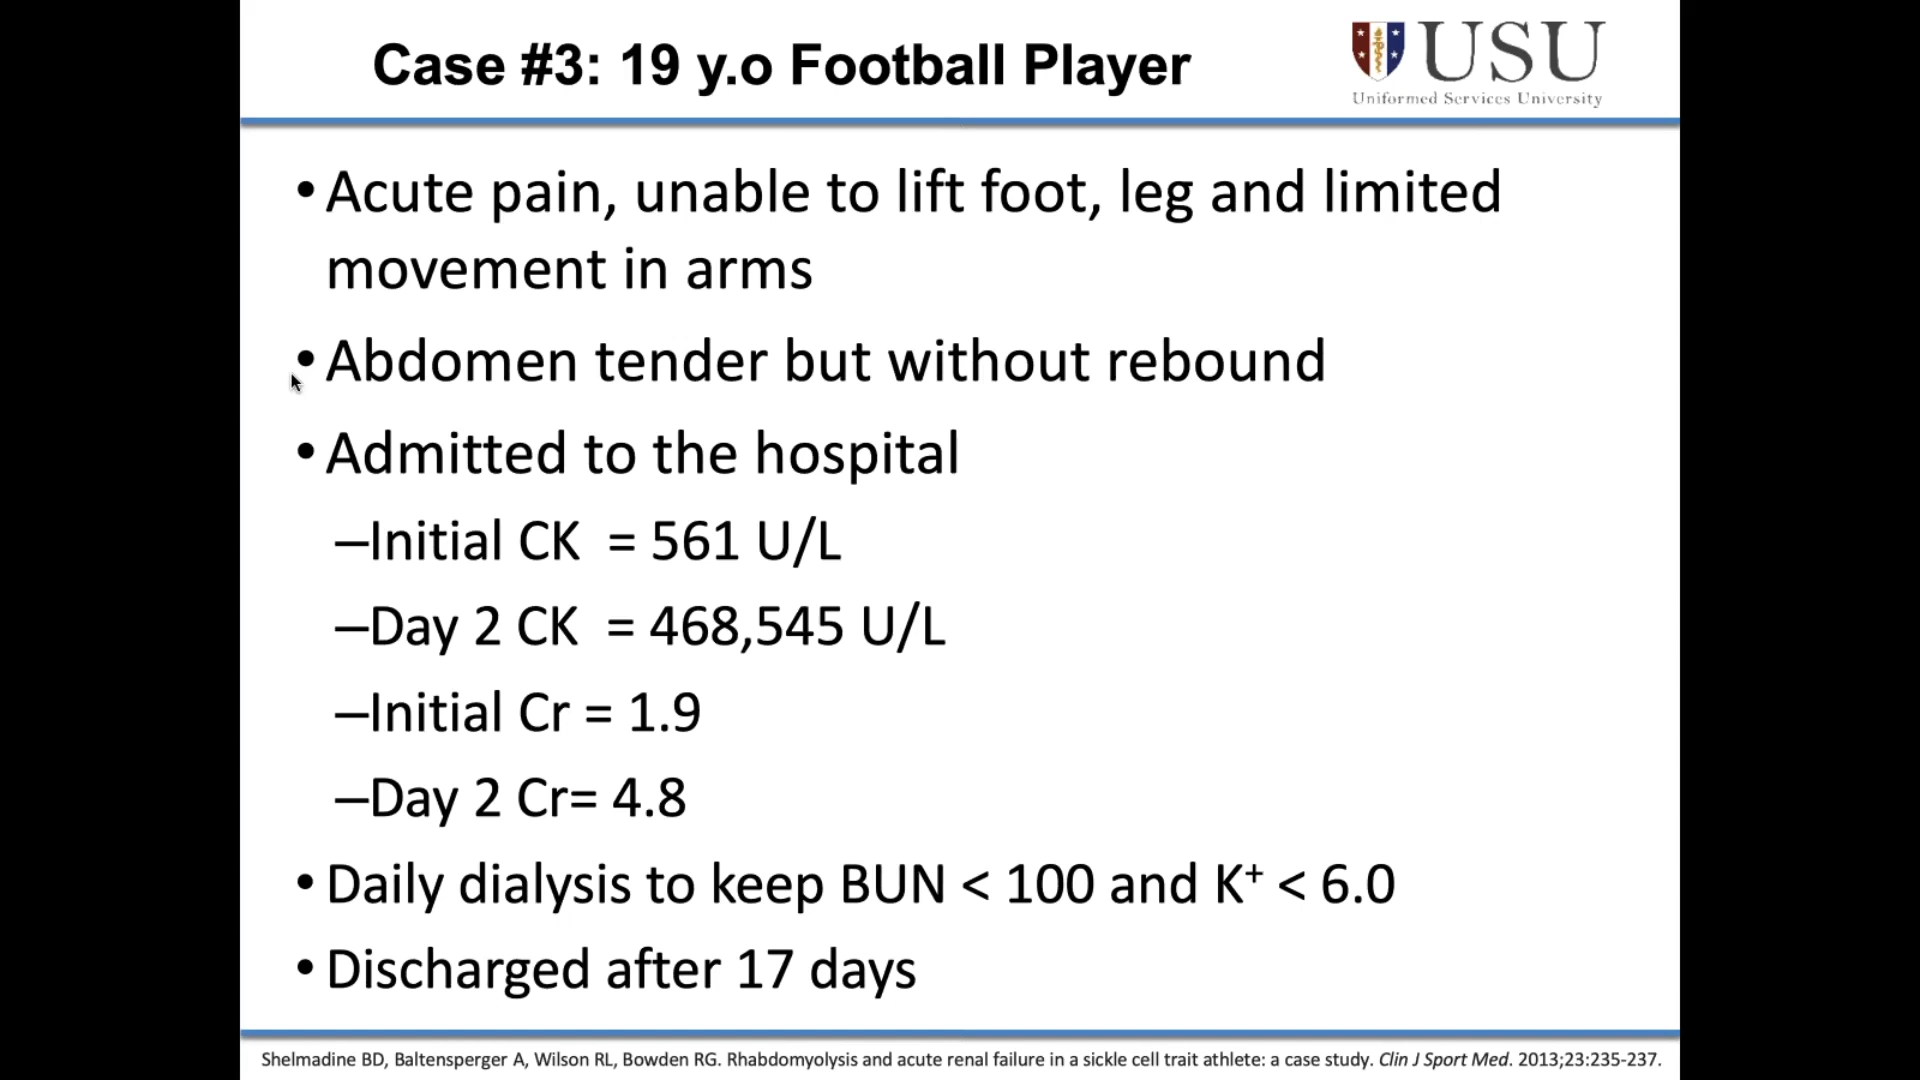 Case #3: 19 y.o Football Player
USU
Uniformed Services University
• Acute pain, unable to lift foot, leg and limited
movement in arms
• Abdomen tender but without rebound
• Admitted to the hospital
–Initial CK = 561 U/L
–Day 2 CK = 468,545 U/L
–Initial Cr = 1.9
–Day 2 Cr= 4.8
• Daily dialysis to keep BUN < 100 and K⁺ < 6.0
• Discharged after 17 days
Shelmadine BD, Baltensperger A, Wilson RL, Bowden RG. Rhabdomyolysis and acute renal failure in a sickle cell trait athlete: a case study. Clin J Sport Med. 2013;23:235-237.